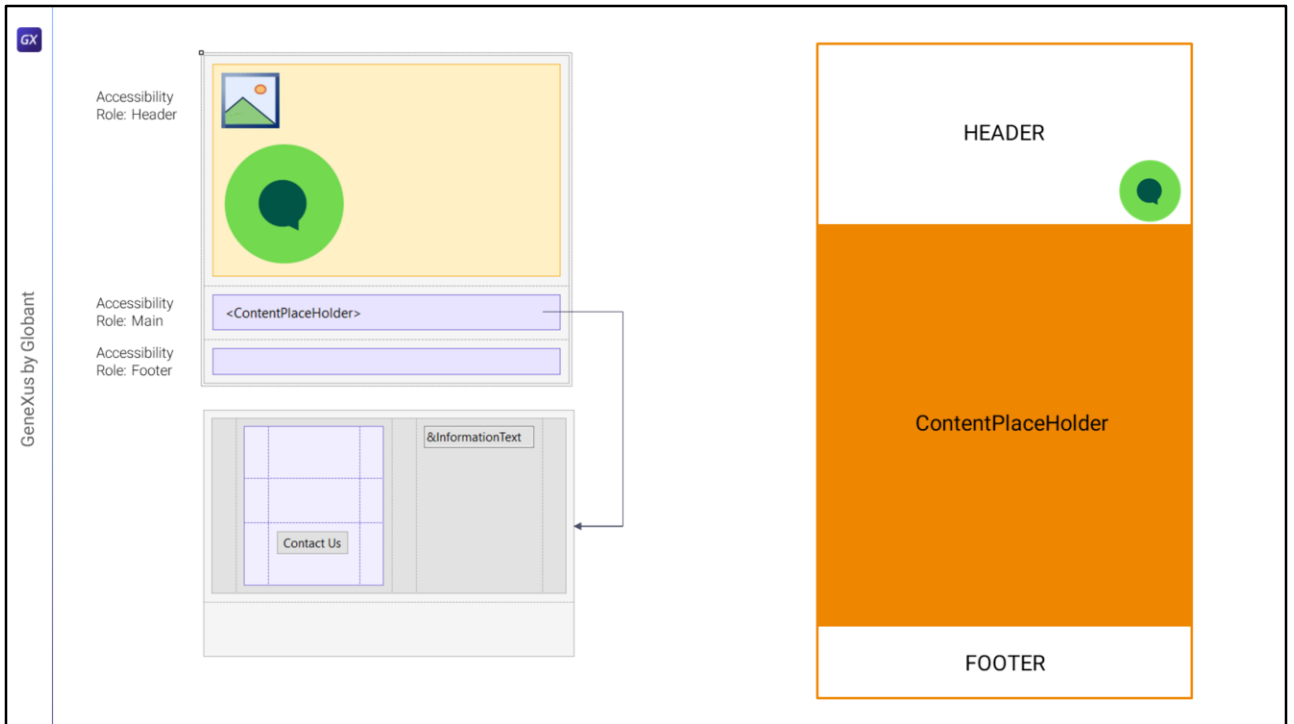 GX
GeneXus by Globant
Accessibility
Role: Header
Accessibility
Role: Main
<ContentPlaceHolder>
Accessibility
Role: Footer
&InformationText
Contact Us
HEADER
ContentPlaceHolder
FOOTER